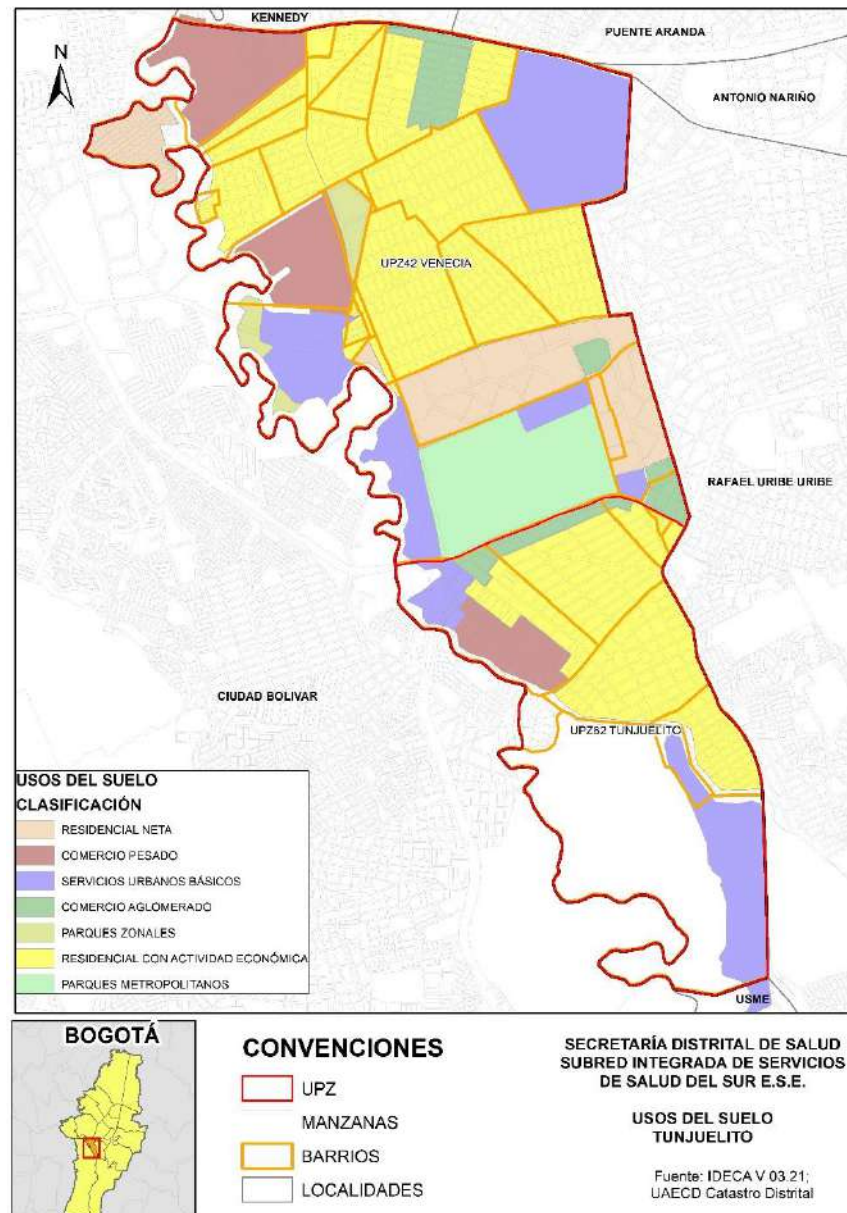 KENNEDY
PUENTE ARANDA
N
ANTONIO NARIÑO
UPZ42 VENECIA
RAFAEL URIBE URIBE
CIUDAD BOLIVAR
UPZ62 TUNJUELITO
USOS DEL SUELO
CLASIFICACIÓN
RESIDENCIAL NETA
COMERCIO PESADO
SERVICIOS URBANOS BÁSICOS
COMERCIO AGLOMERADO
PARQUES ZONALES
RESIDENCIAL CON ACTIVIDAD ECONÓMICA
PARQUES METROPOLITANOS
USME
BOGOTÁ
CONVENCIONES
UPZ
MANZANAS
BARRIOS
LOCALIDADES
SECRETARÍA DISTRITAL DE SALUD
SUBRED INTEGRADA DE SERVICIOS
DE SALUD DEL SUR E.S.E.
USOS DEL SUELO
TUNJUELITO
Fuente: IDECA V 03.21;
UAECD Catastro Distrital